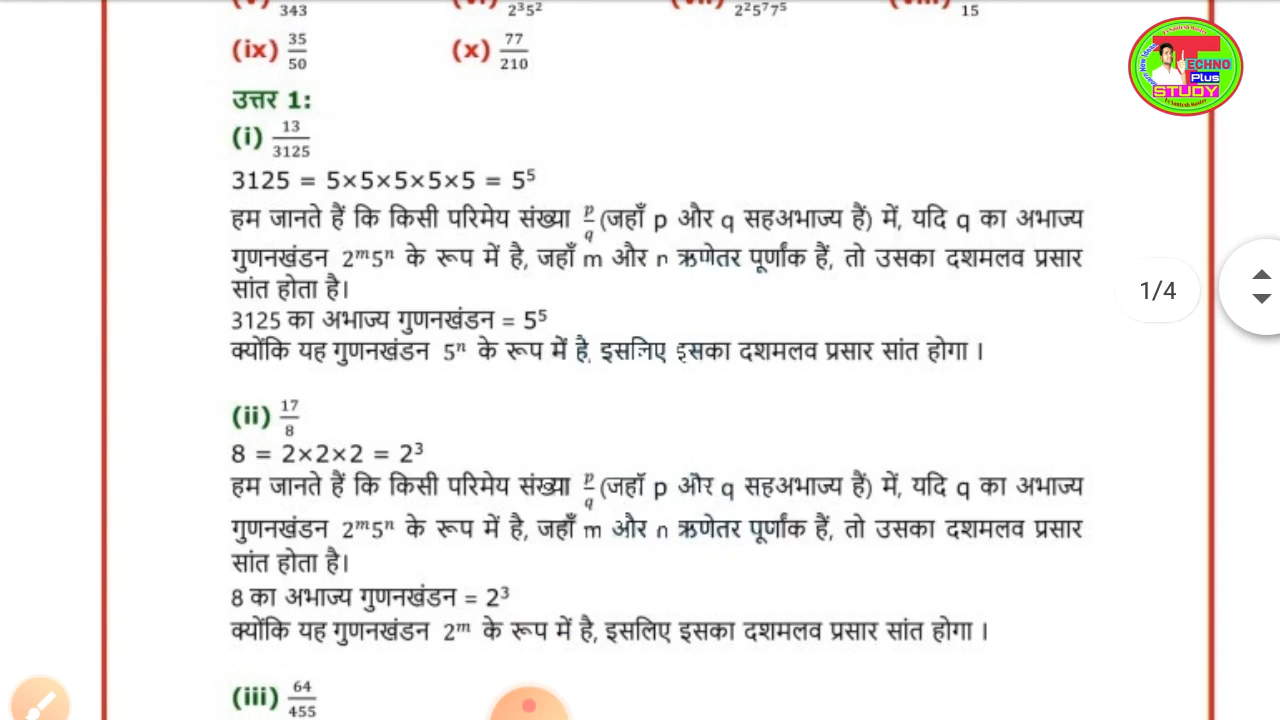 343 2³5² 2²5⁷7⁵ 15
(ix) 35/50 (x) 77/210
उत्तर 1:
(i) 13/3125
3125 = 5×5×5×5×5 = 5⁵
हम जानते हैं कि किसी परिमेय संख्या p/q (जहाँ p और q सहअभाज्य हैं) में, यदि q का अभाज्य
गुणनखंडन 2ᵐ5ⁿ के रूप में है, जहाँ m और n ऋणेतर पूर्णांक हैं, तो उसका दशमलव प्रसार
सांत होता है।
3125 का अभाज्य गुणनखंडन = 5⁵
क्योंकि यह गुणनखंडन 5ⁿ के रूप में है, इसलिए इसका दशमलव प्रसार सांत होगा ।
(ii) 17/8
8 = 2×2×2 = 2³
हम जानते हैं कि किसी परिमेय संख्या p/q (जहाँ p और q सहअभाज्य हैं) में, यदि q का अभाज्य
गुणनखंडन 2ᵐ5ⁿ के रूप में है, जहाँ m और n ऋणेतर पूर्णांक हैं, तो उसका दशमलव प्रसार
सांत होता है।
8 का अभाज्य गुणनखंडन = 2³
क्योंकि यह गुणनखंडन 2ᵐ के रूप में है, इसलिए इसका दशमलव प्रसार सांत होगा ।
(iii) 64/455
1/4
TECHNO
Plus
STUDY